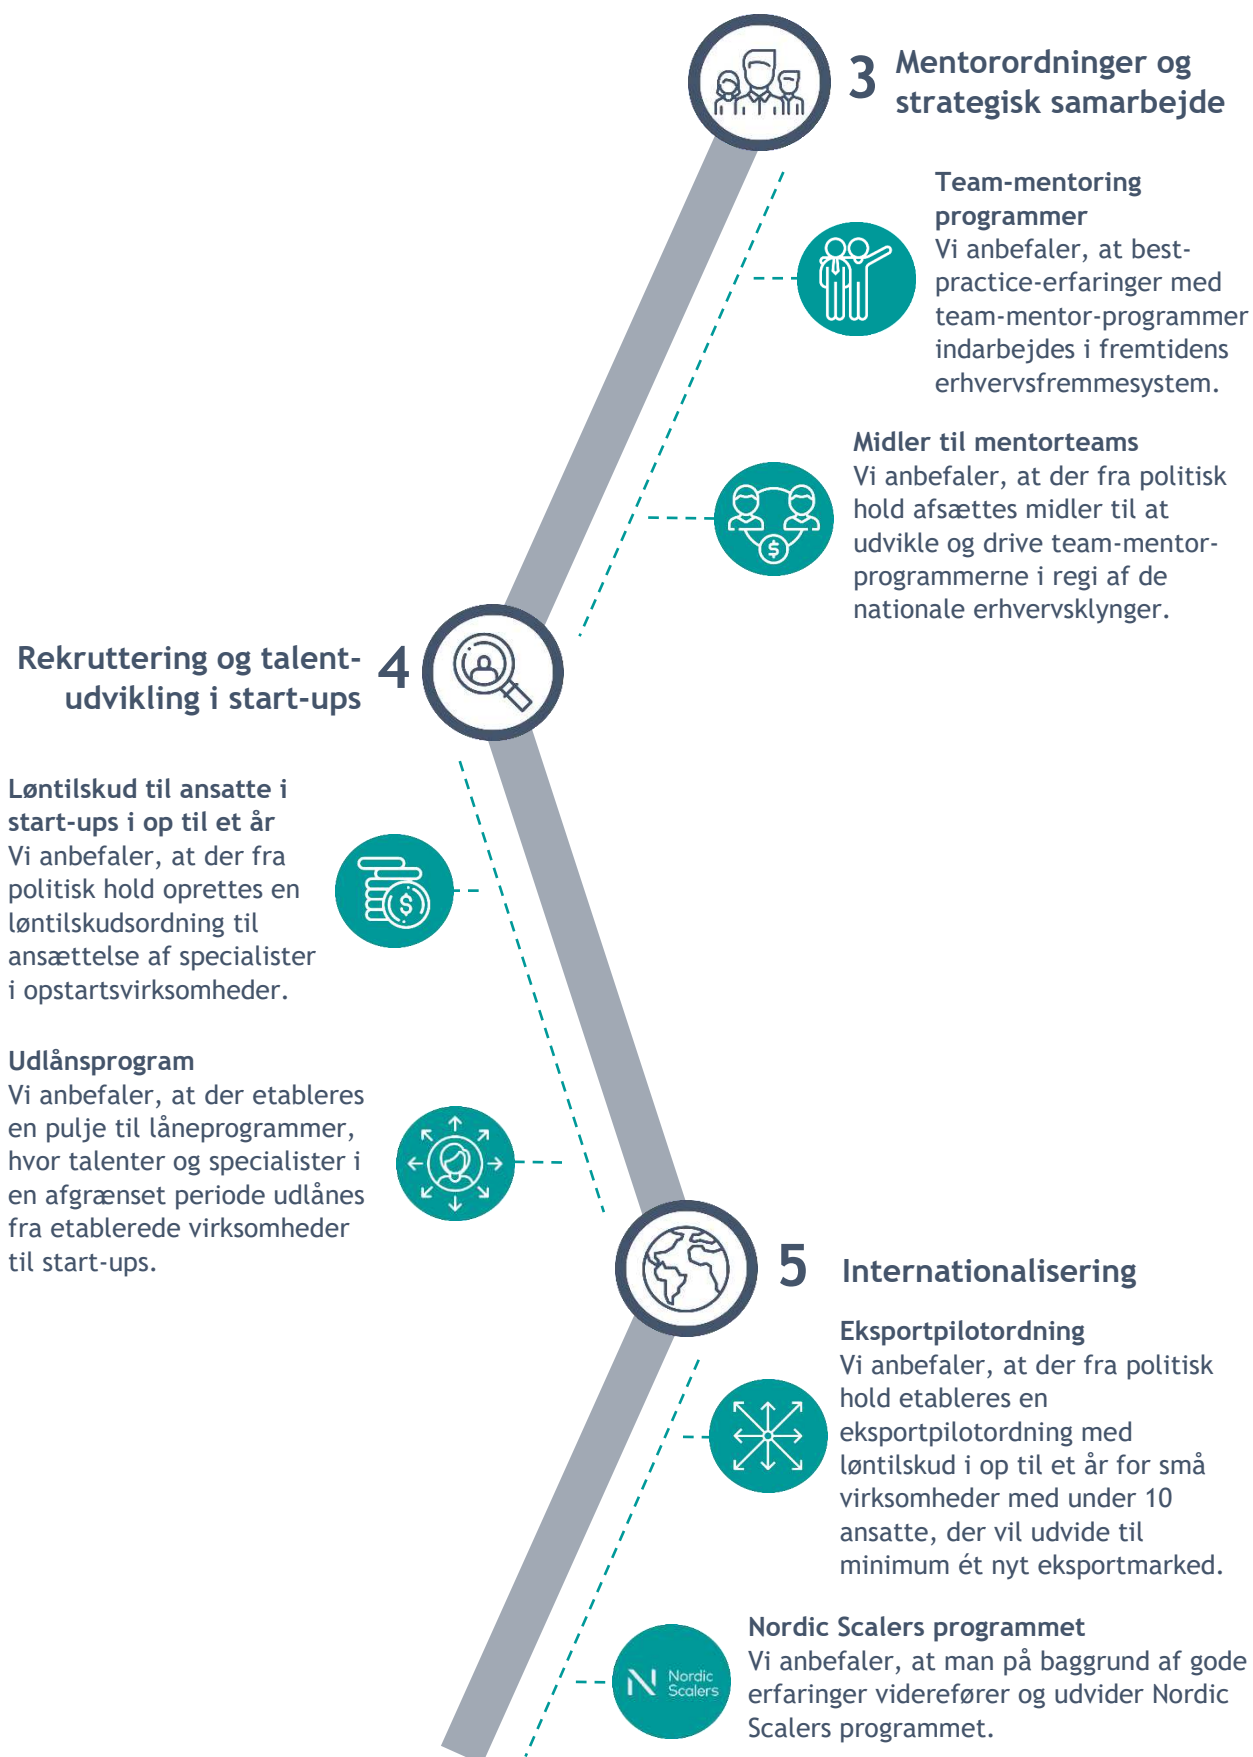 3
Mentorordninger og
strategisk samarbejde
Team-mentoring
programmer
Vi anbefaler, at best-
practice-erfaringer med
team-mentor-programmer
indarbejdes i fremtidens
erhvervsfremmesystem.
Midler til mentorteams
Vi anbefaler, at der fra politisk
hold afsættes midler til at
udvikle og drive team-mentor-
programmerne i regi af de
nationale erhvervsklynger.
Rekruttering og talent-
udvikling i start-ups
4
Løntilskud til ansatte i
start-ups i op til et år
Vi anbefaler, at der fra
politisk hold oprettes en
løntilskudsordning til
ansættelse af specialister
i opstartsvirksomheder.
Udlånsprogram
Vi anbefaler, at der etableres
en pulje til låneprogrammer,
hvor talenter og specialister i
en afgrænset periode udlånes
fra etablerede virksomheder
til start-ups.
5
Internationalisering
Eksportpilotordning
Vi anbefaler, at der fra politisk
hold etableres en
eksportpilotordning med
løntilskud i op til et år for små
virksomheder med under 10
ansatte, der vil udvide til
minimum ét nyt eksportmarked.
Nordic
Scalers
Nordic Scalers programmet
Vi anbefaler, at man på baggrund af gode
erfaringer viderefører og udvider Nordic
Scalers programmet.